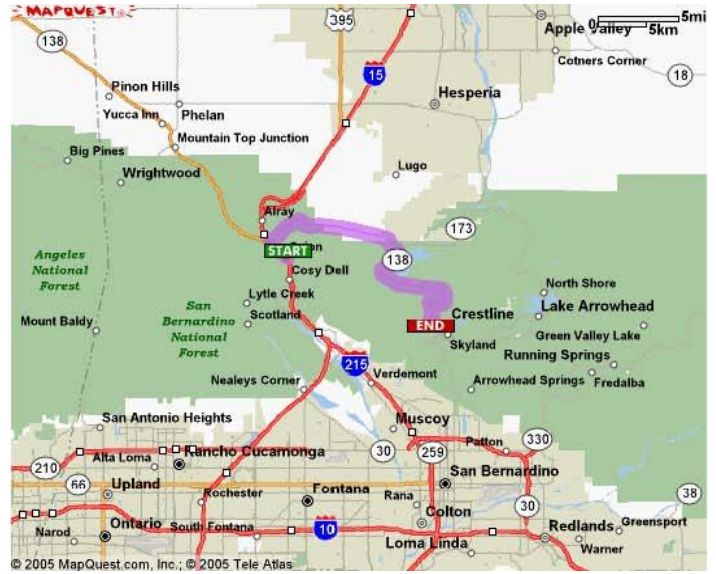 MAPQUEST
395
0 5mi
5km
Apple Valley
138
Cotners Corner
15
18
Pinon Hills
Hesperia
Yucca Inn
Phelan
Mountain Top Junction
Big Pines
Lugo
Wrightwood
Alray
173
START
138
Angeles
National
Forest
Cosy Dell
North Shore
Lytle Creek
San
Bernardino
National
Forest
Crestline
Lake Arrowhead
Scotland
END
Mount Baldy
Skyland
Green Valley Lake
Running Springs
215
Verdemont
Nealeys Corner
Arrowhead Springs
Fredalba
San Antonio Heights
Muscoy
330
Patton
30
259
210
Alta Loma
Rancho Cucamonga
San Bernardino
66
Upland
Rochester
Fontana
Rana
38
Colton
30
Ontario
South Fontana
10
Redlands
Greensport
Narod
Loma Linda
Warner
© 2005 MapQuest.com, Inc.; © 2005 Tele Atlas